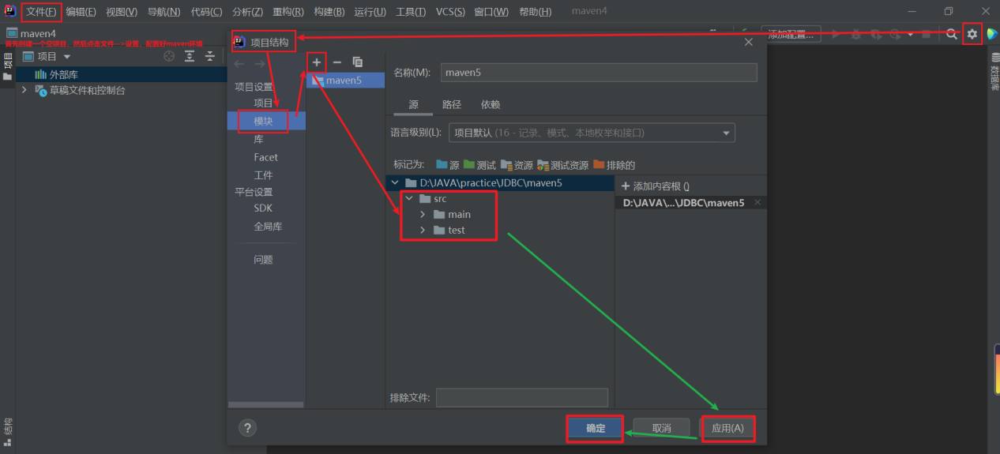 文件(F) 编辑(E) 视图(V) 导航(N) 代码(C) 分析(Z) 重构(R) 构建(B) 运行(U) 工具(T) VCS(S) 窗口(W) 帮助(H) maven4
maven4
添加配置...
首先创建一个空项目，然后点击文件-->设置，配置好maven环境
项目
项目
外部库
草稿文件和控制台
结构
数据库
项目结构
项目设置
项目
模块
库
Facet
工件
平台设置
SDK
全局库
问题
maven5
名称(M): maven5
源 路径 依赖
语言级别(L): 项目默认 (16 - 记录、模式、本地枚举和接口)
标记为: 源 测试 资源 测试资源 排除的
D:\JAVA\practice\JDBC\maven5
src
main
test
添加内容根 ()
D:\JAVA\...\JDBC\maven5
排除文件:
?
确定 取消 应用(A)